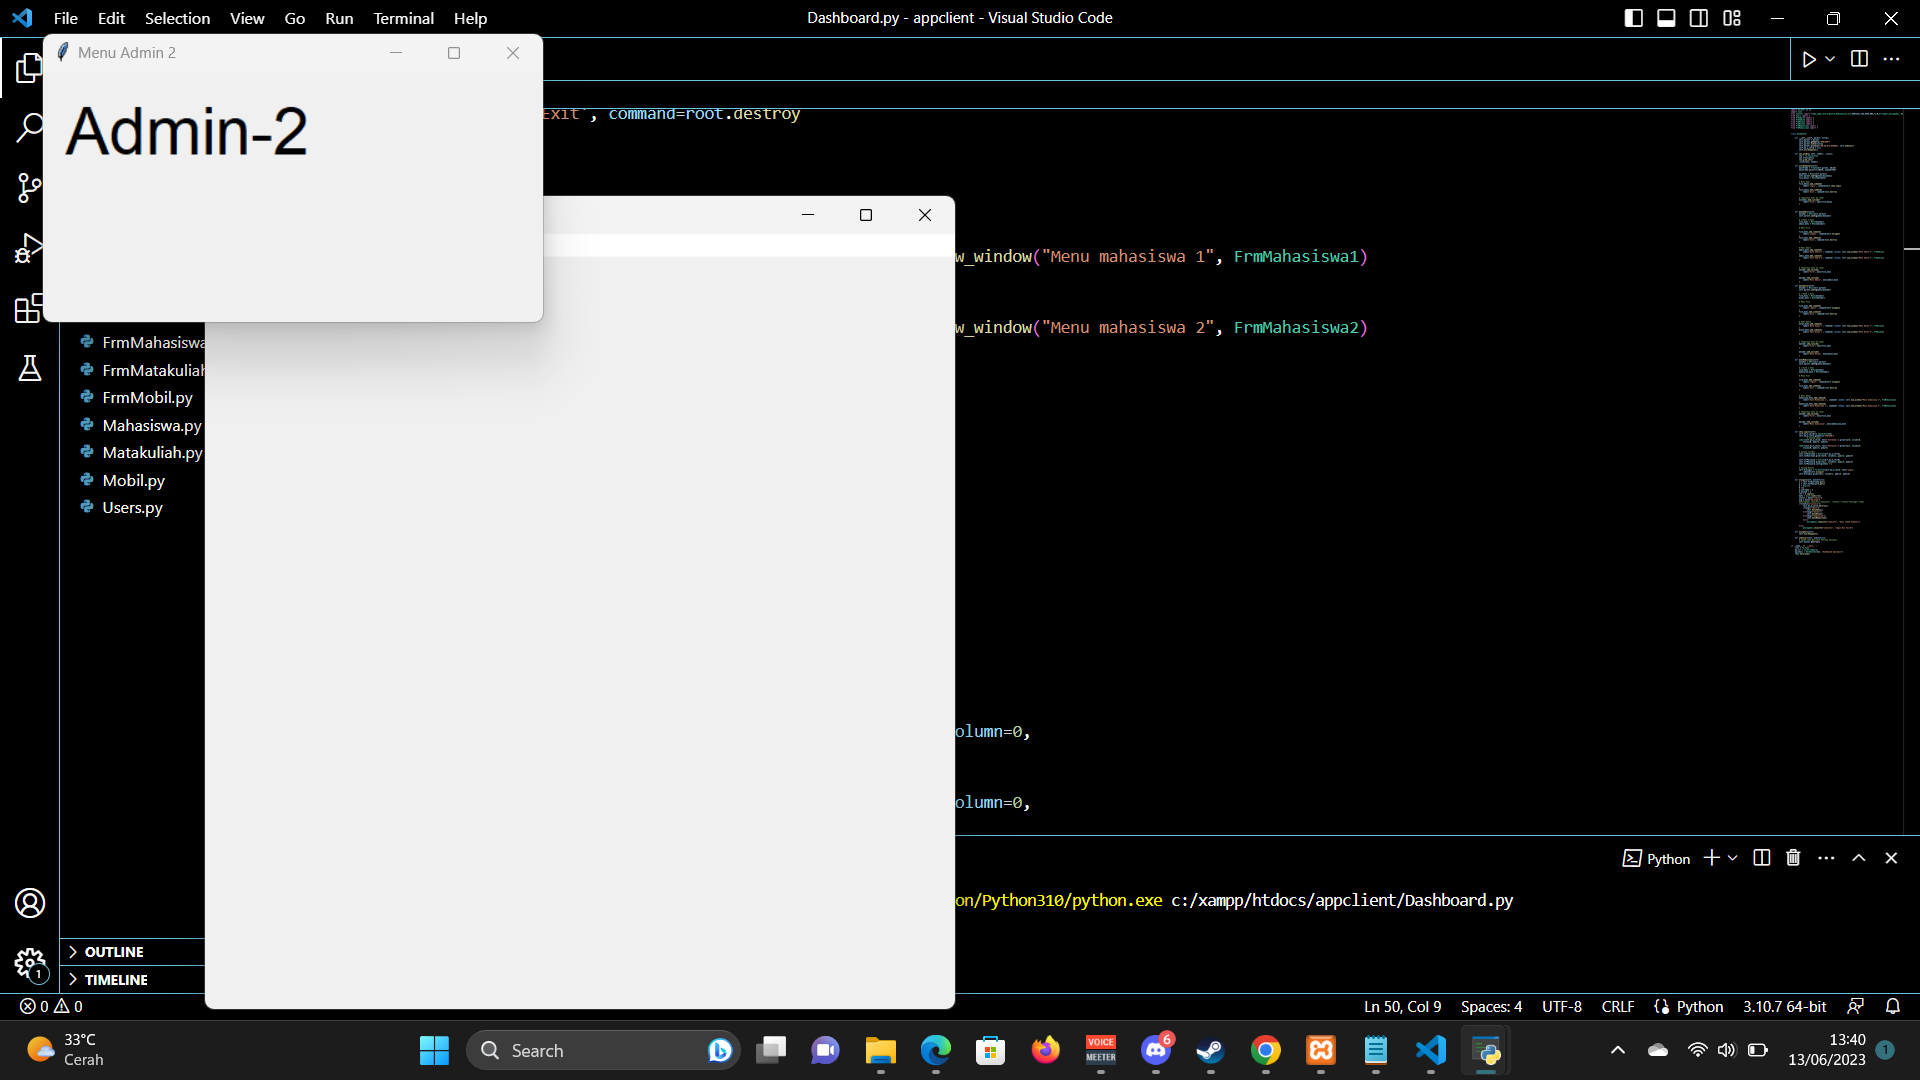 File Edit Selection View Go Run Terminal Help
Dashboard.py - appclient - Visual Studio Code
Menu Admin 2
Admin-2
Exit', command=root.destroy
w_window("Menu mahasiswa 1", FrmMahasiswa1)
w_window("Menu mahasiswa 2", FrmMahasiswa2)
FrmMahasiswa
FrmMatakuliah
FrmMobil.py
Mahasiswa.py
Matakuliah.py
Mobil.py
Users.py
olumn=0,
olumn=0,
Python
on/Python310/python.exe c:/xampp/htdocs/appclient/Dashboard.py
OUTLINE
TIMELINE
1
0 0
Ln 50, Col 9 Spaces: 4 UTF-8 CRLF Python 3.10.7 64-bit
33°C
Cerah
Search
VOICE
MEETER
6
13:40
13/06/2023
1